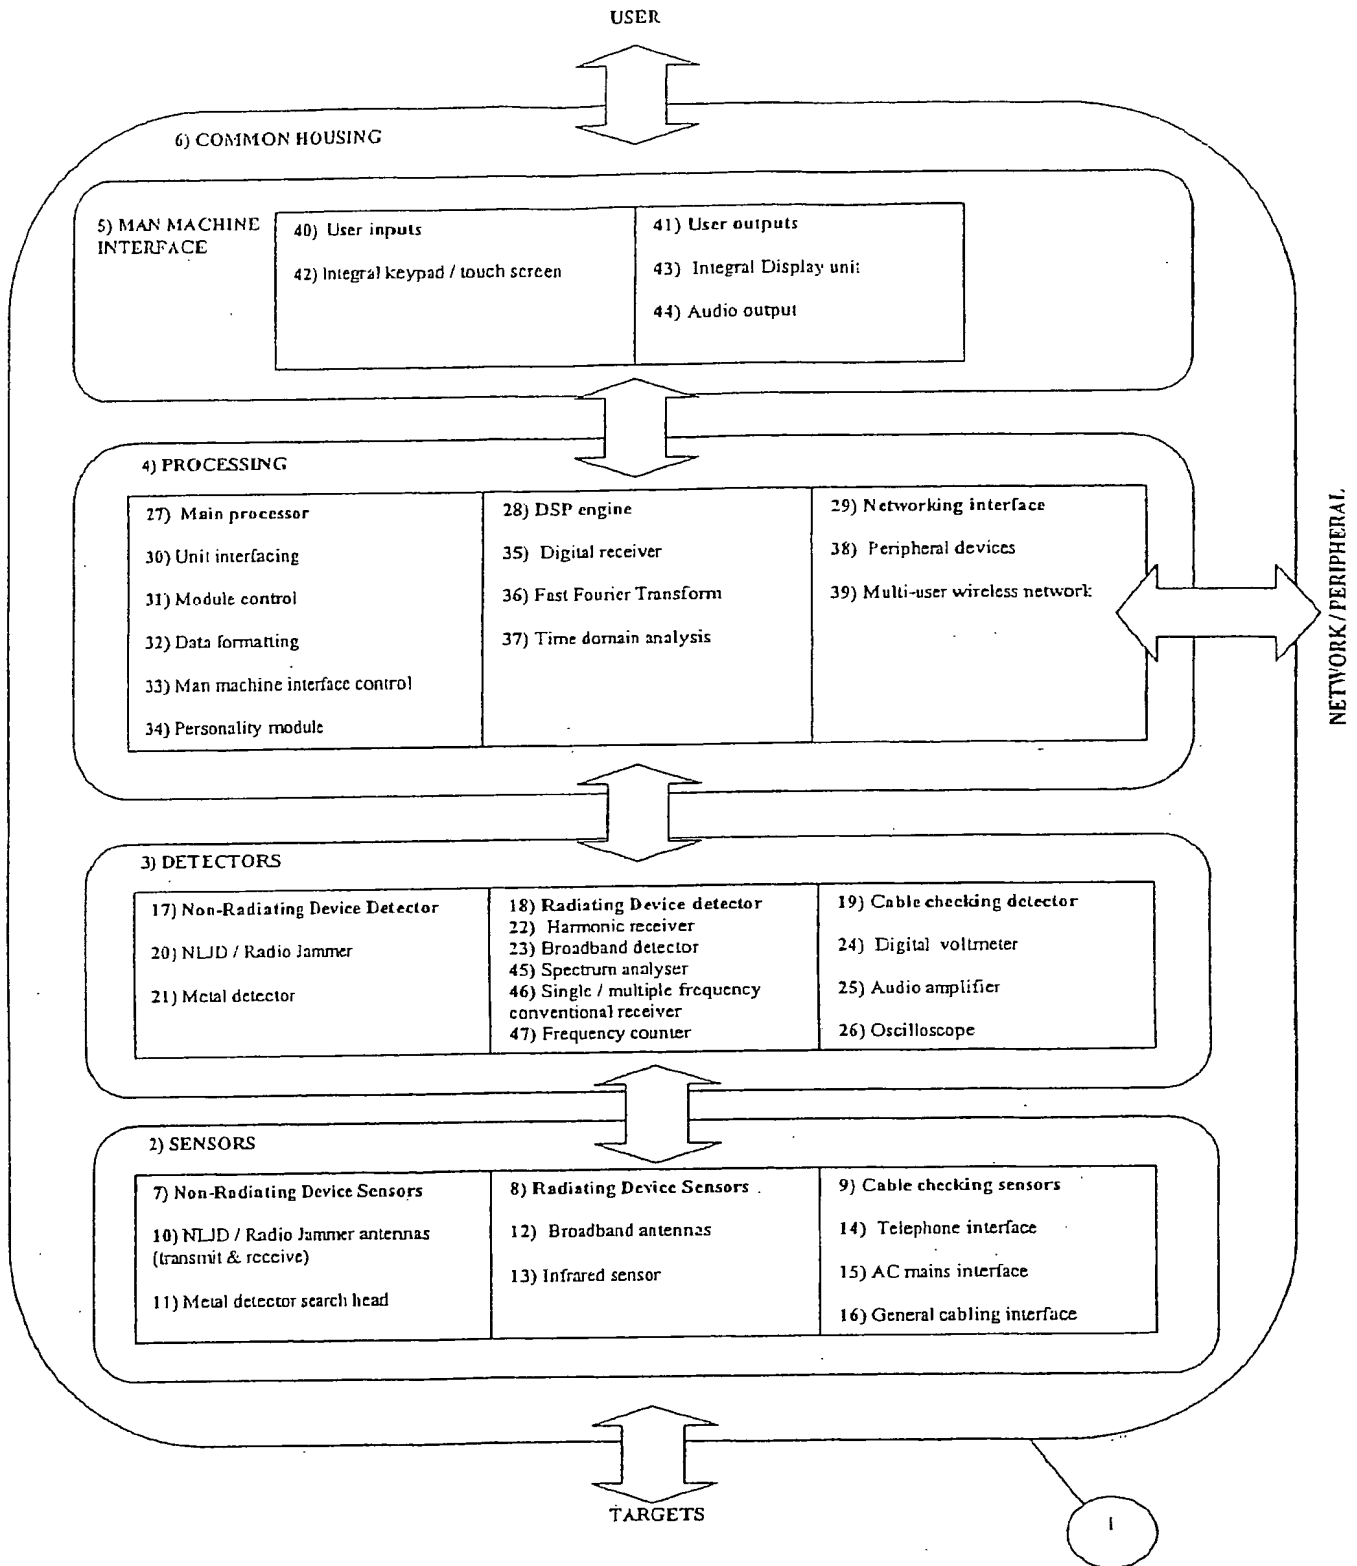 USER
6) COMMON HOUSING
5) MAN MACHINE
INTERFACE
40) User inputs
42) Integral keypad / touch screen
41) User outputs
43) Integral Display unit
44) Audio output
4) PROCESSING
27) Main processor
30) Unit interfacing
31) Module control
32) Data formatting
33) Man machine interface control
34) Personality module
28) DSP engine
35) Digital receiver
36) Fast Fourier Transform
37) Time domain analysis
29) Networking interface
38) Peripheral devices
39) Multi-user wireless network
NETWORK / PERIPHERAL
3) DETECTORS
17) Non-Radiating Device Detector
20) NLJD / Radio Jammer
21) Metal detector
18) Radiating Device detector
22) Harmonic receiver
23) Broadband detector
45) Spectrum analyser
46) Single / multiple frequency
conventional receiver
47) Frequency counter
19) Cable checking detector
24) Digital voltmeter
25) Audio amplifier
26) Oscilloscope
2) SENSORS
7) Non-Radiating Device Sensors
10) NLJD / Radio Jammer antennas
(transmit & receive)
11) Metal detector search head
8) Radiating Device Sensors
12) Broadband antennas
13) Infrared sensor
9) Cable checking sensors
14) Telephone interface
15) AC mains interface
16) General cabling interface
TARGETS
1